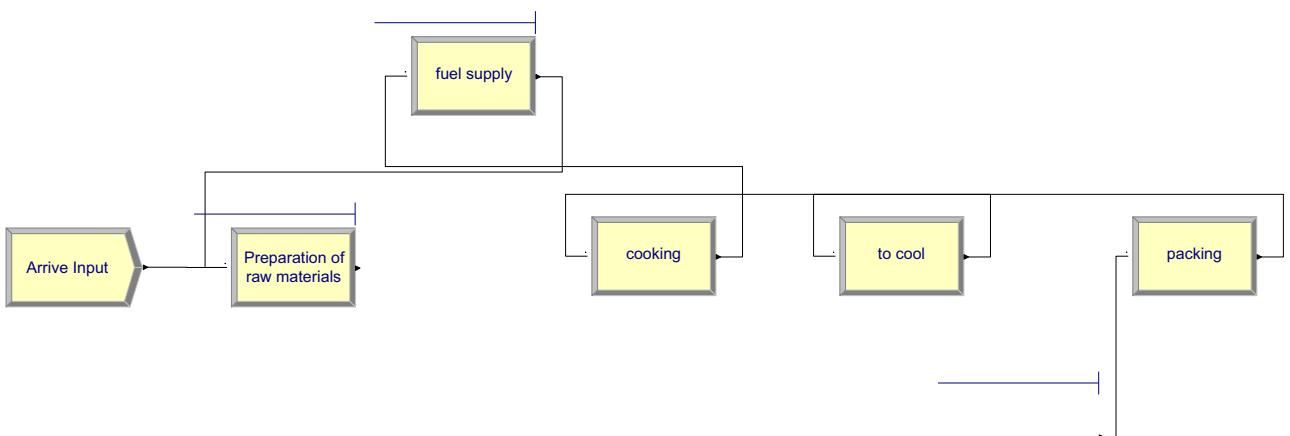 fuel supply
Arrive Input
Preparation of
raw materials
cooking
to cool
packing